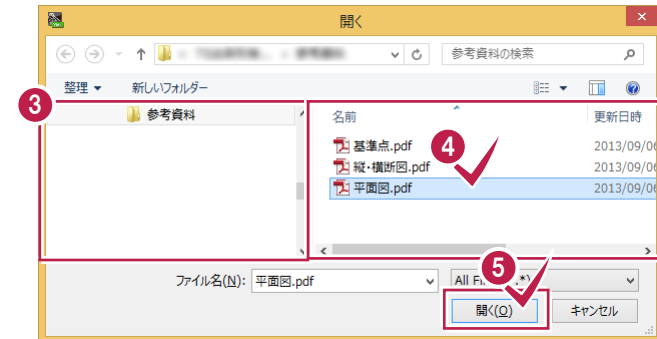 開く
参考資料の検索
整理 新しいフォルダー
3
参考資料
名前 更新日時
4
基準点.pdf 2013/09/06
縦・横断図.pdf 2013/09/06
平面図.pdf 2013/09/06
5
ファイル名(N): 平面図.pdf
開く(O) キャンセル